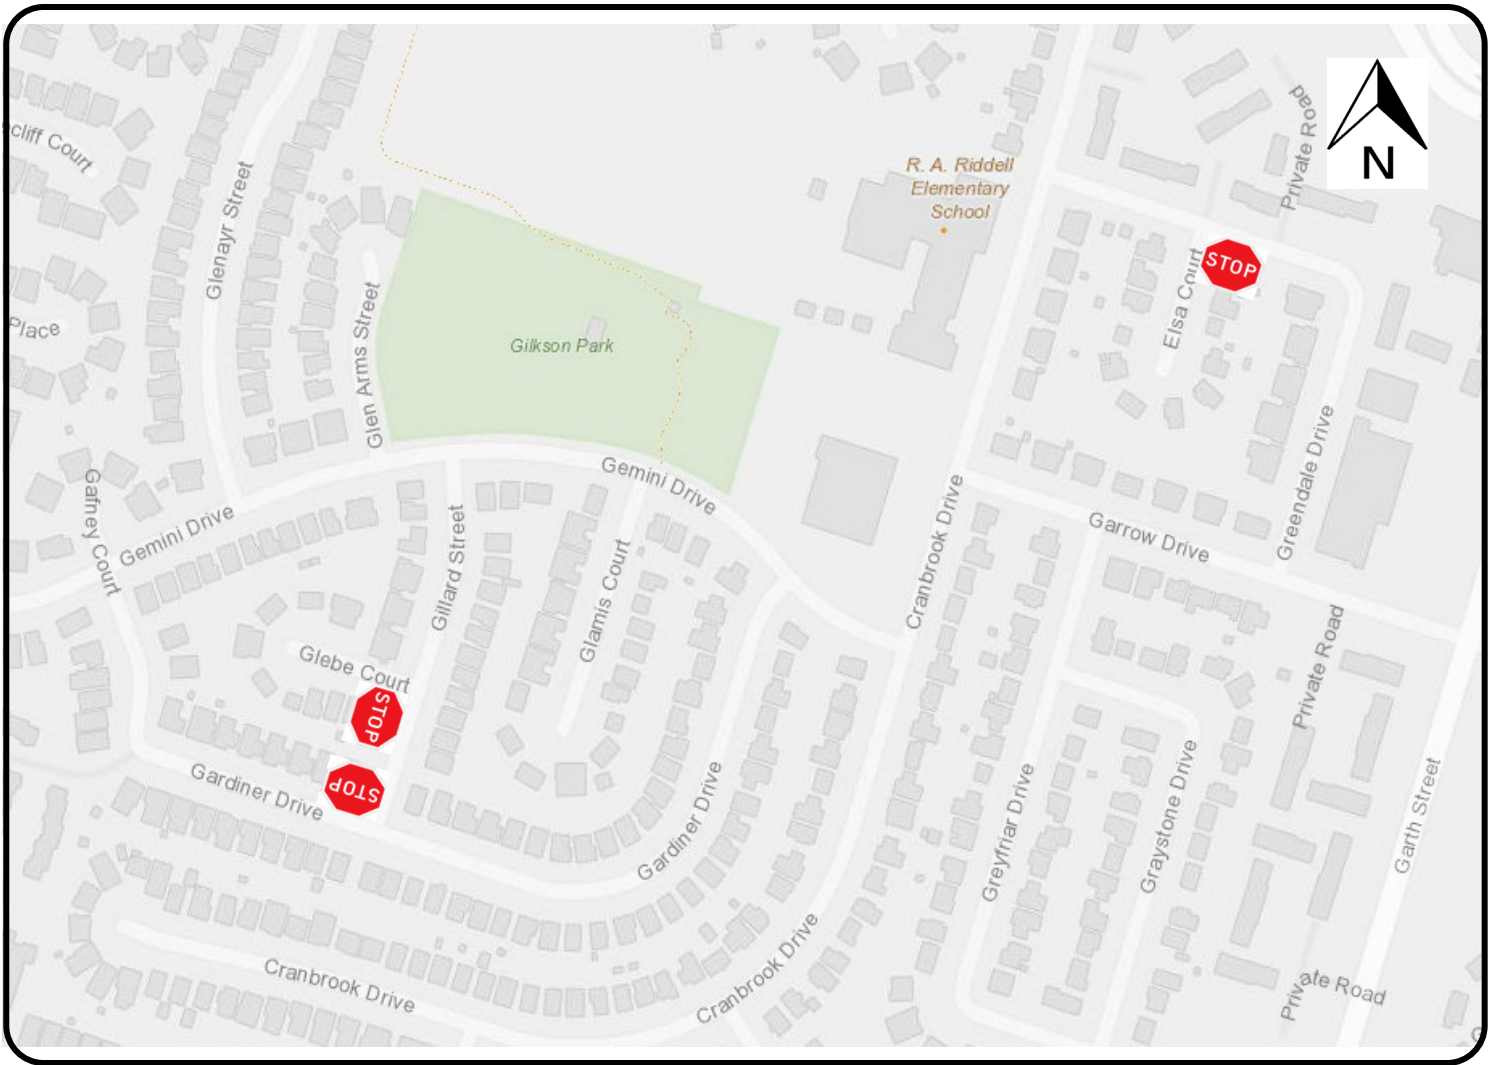 R. A. Riddell
Elementary
School
Private Road
N
cliff Court
Glenayr Street
Elsa Court
STOP
Place
Glen Arms Street
Gilkson Park
Gemini Drive
Garrow Drive
Greendale Drive
Cranbrook Drive
Gafney Court
Gemini Drive
Gillard Street
Glamis Court
Glebe Court
STOP
STOP
Gardiner Drive
Gardiner Drive
Private Road
Greyfriar Drive
Graystone Drive
Garth Street
Cranbrook Drive
Cranbrook Drive
Private Road
G